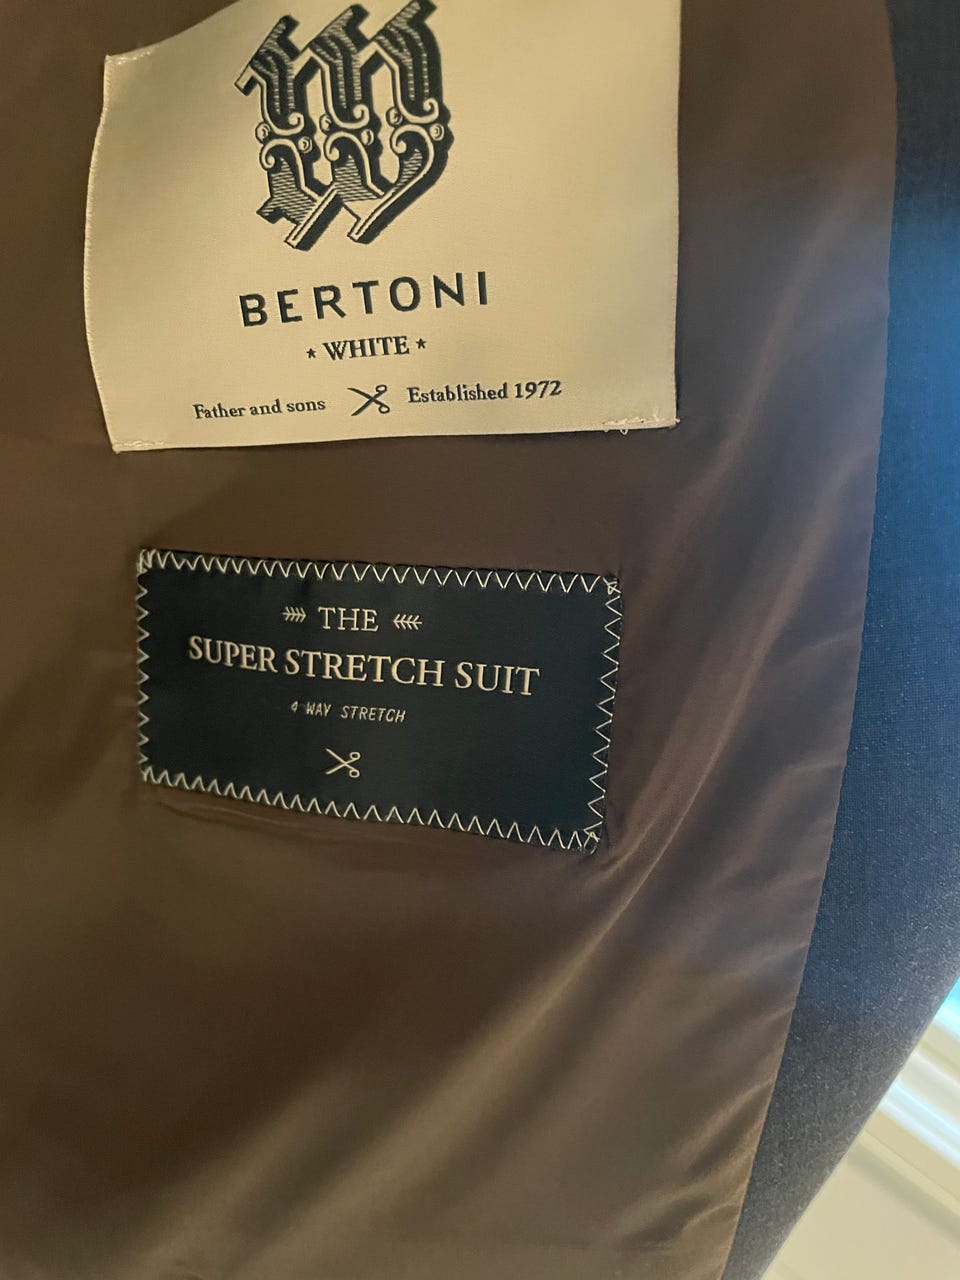 W
BERTONI
* WHITE *
Father and sons Established 1972
THE
SUPER STRETCH SUIT
4 WAY STRETCH